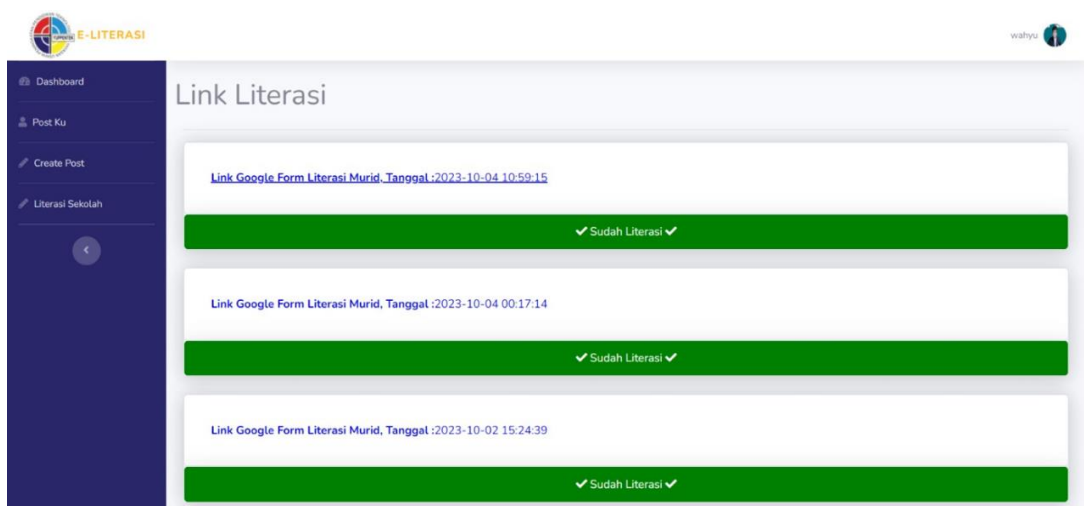 E-LITERASI
wahyu
Dashboard
Post Ku
Create Post
Literasi Sekolah
Link Literasi
Link Google Form Literasi Murid, Tanggal :2023-10-04 10:59:15
✔ Sudah Literasi ✔
Link Google Form Literasi Murid, Tanggal :2023-10-04 00:17:14
✔ Sudah Literasi ✔
Link Google Form Literasi Murid, Tanggal :2023-10-02 15:24:39
✔ Sudah Literasi ✔